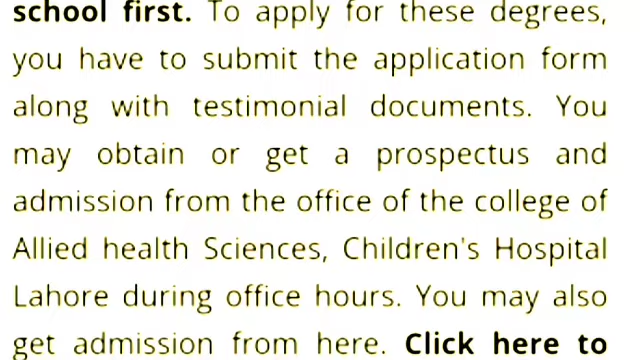 school first. To apply for these degrees,
you have to submit the application form
along with testimonial documents. You
may obtain or get a prospectus and
admission from the office of the college of
Allied health Sciences, Children's Hospital
Lahore during office hours. You may also
get admission from here. Click here to